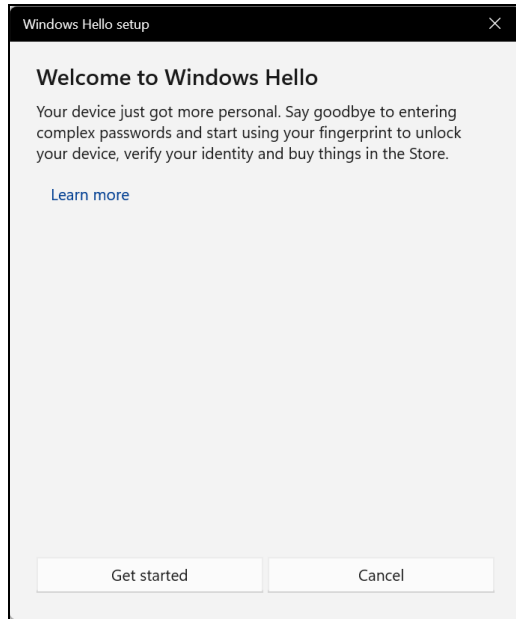 Windows Hello setup
Welcome to Windows Hello
Your device just got more personal. Say goodbye to entering
complex passwords and start using your fingerprint to unlock
your device, verify your identity and buy things in the Store.
Learn more
Get started
Cancel